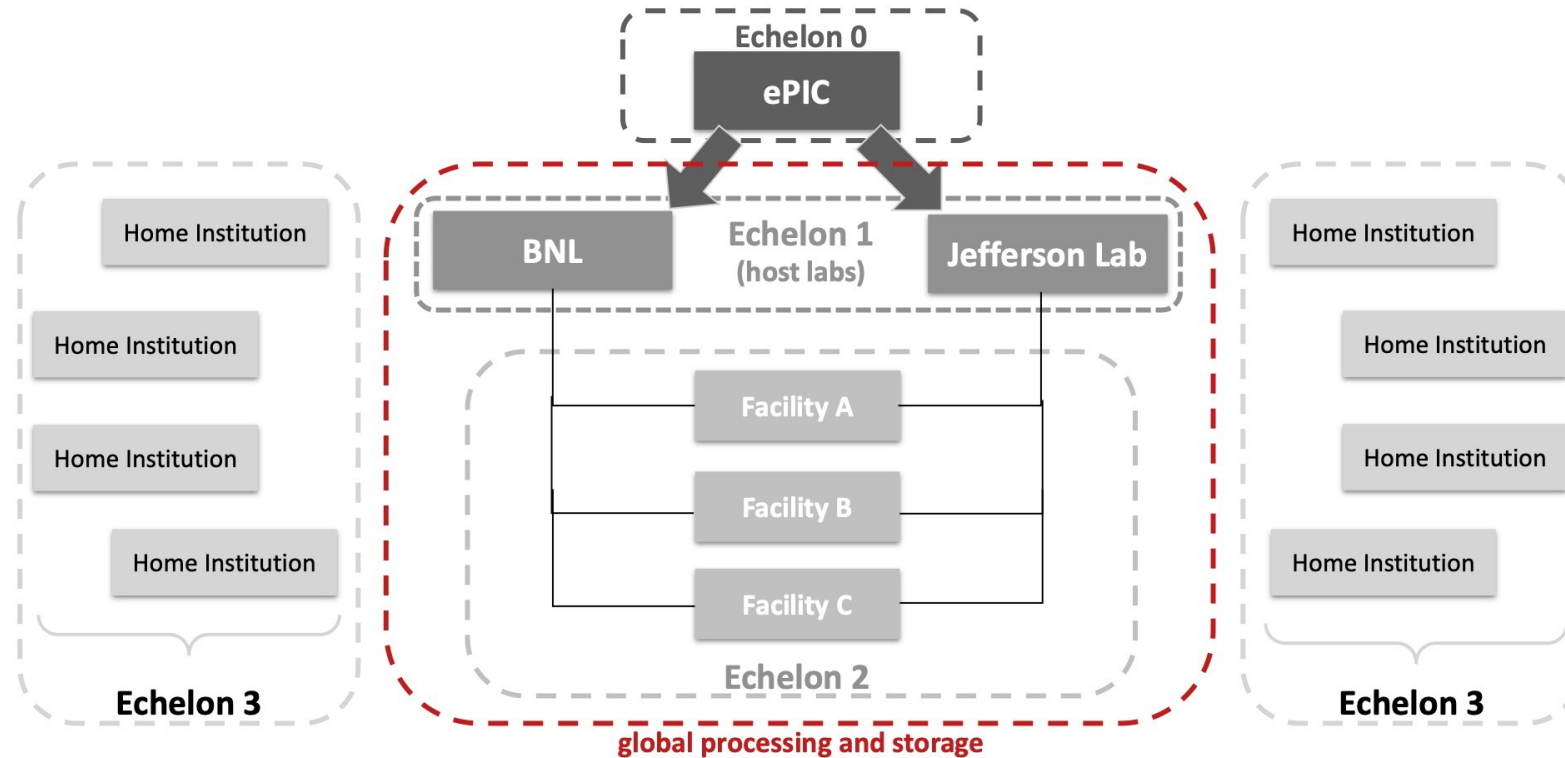 Echelon 0
ePIC
BNL
Echelon 1
(host labs)
Jefferson Lab
Home Institution
Home Institution
Home Institution
Home Institution
Echelon 3
Facility A
Facility B
Facility C
Echelon 2
global processing and storage
Home Institution
Home Institution
Home Institution
Home Institution
Echelon 3